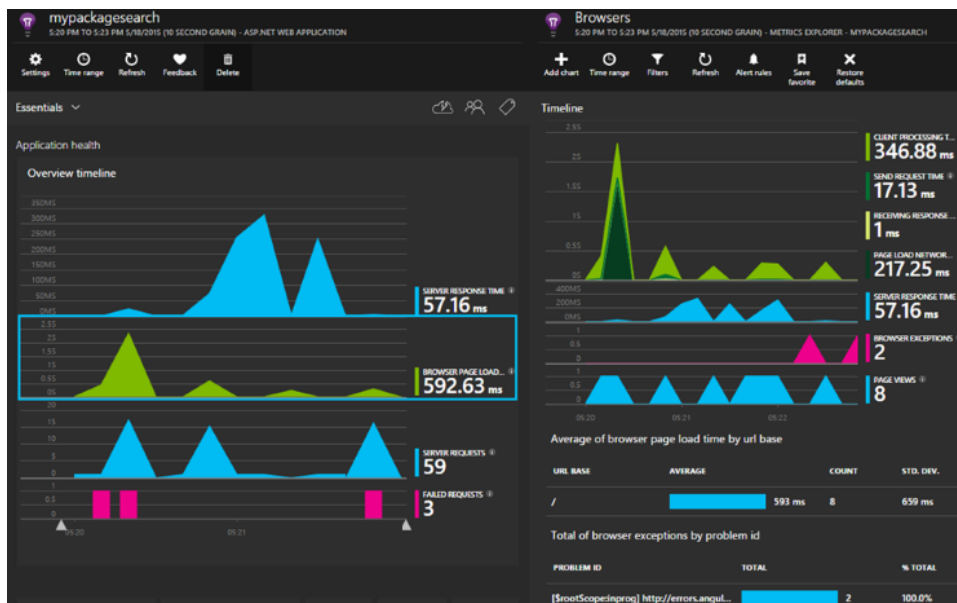 mypackagesearch
5:20 PM TO 5:23 PM 5/18/2015 (10 SECOND GRAIN) - ASP.NET WEB APPLICATION
Settings Time range Refresh Feedback Delete
Essentials
Application health
Overview timeline
350MS
300MS
250MS
200MS
150MS
100MS
50MS
0MS
SERVER RESPONSE TIME
57.16 ms
2.5S
2S
1.5S
1S
0.5S
0S
BROWSER PAGE LOAD...
592.63 ms
20
15
10
5
0
SERVER REQUESTS
59
1
0.5
0
FAILED REQUESTS
3
05:20 05:21
Browsers
5:20 PM TO 5:23 PM 5/18/2015 (10 SECOND GRAIN) - METRICS EXPLORER - MYPACKAGESEARCH
Add chart Time range Filters Refresh Alert rules Save favorite Restore defaults
Timeline
2.5S
2S
1.5S
1S
0.5S
0S
CLIENT PROCESSING T...
346.88 ms
SEND REQUEST TIME
17.13 ms
RECEIVING RESPONSE...
1 ms
PAGE LOAD NETWOR...
217.25 ms
400MS
200MS
0MS
SERVER RESPONSE TIME
57.16 ms
0.5
0
BROWSER EXCEPTIONS
2
0.5
0
PAGE VIEWS
8
05:20 05:21 05:22
Average of browser page load time by url base
URL BASE AVERAGE COUNT STD. DEV.
/ 593 ms 8 659 ms
Total of browser exceptions by problem id
PROBLEM ID TOTAL % TOTAL
[$rootScope:inprog] http://errors.angul... 2 100.0%